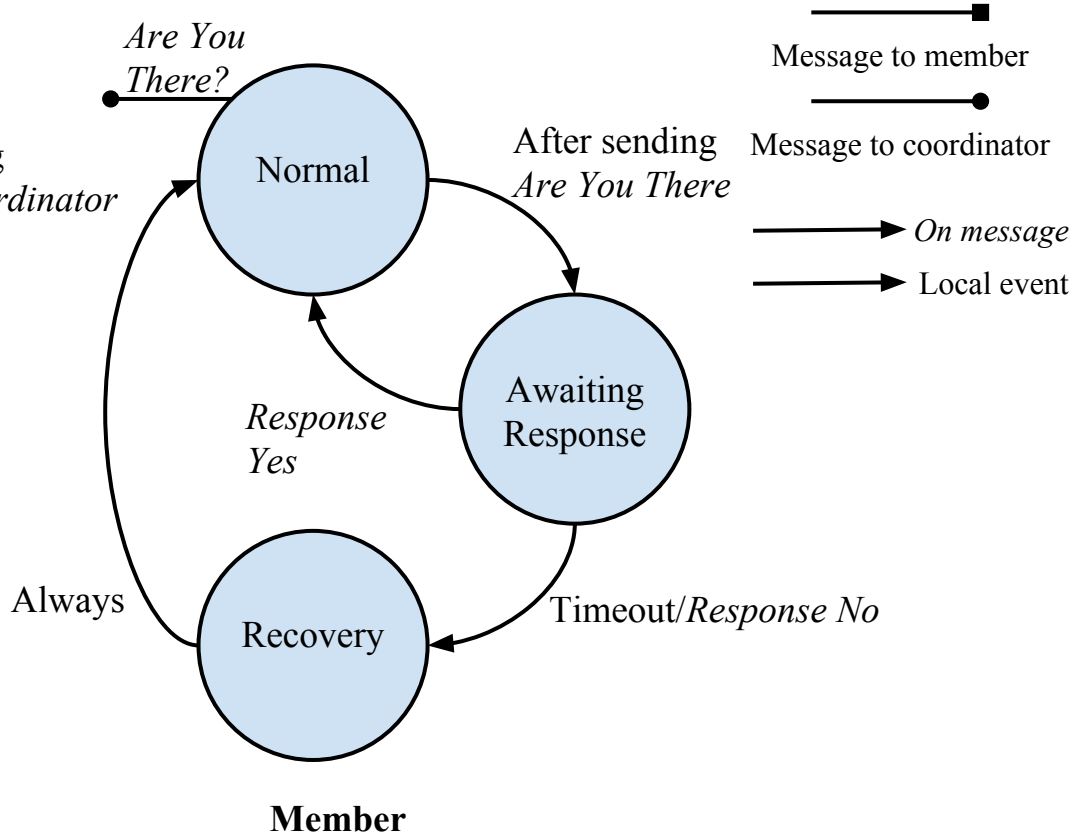 Are You
There?
Message to member
Message to coordinator
After sending
Are You There
rdinator
Normal
On message
Local event
Awaiting
Response
Response
Yes
Always
Timeout/Response No
Recovery
Member